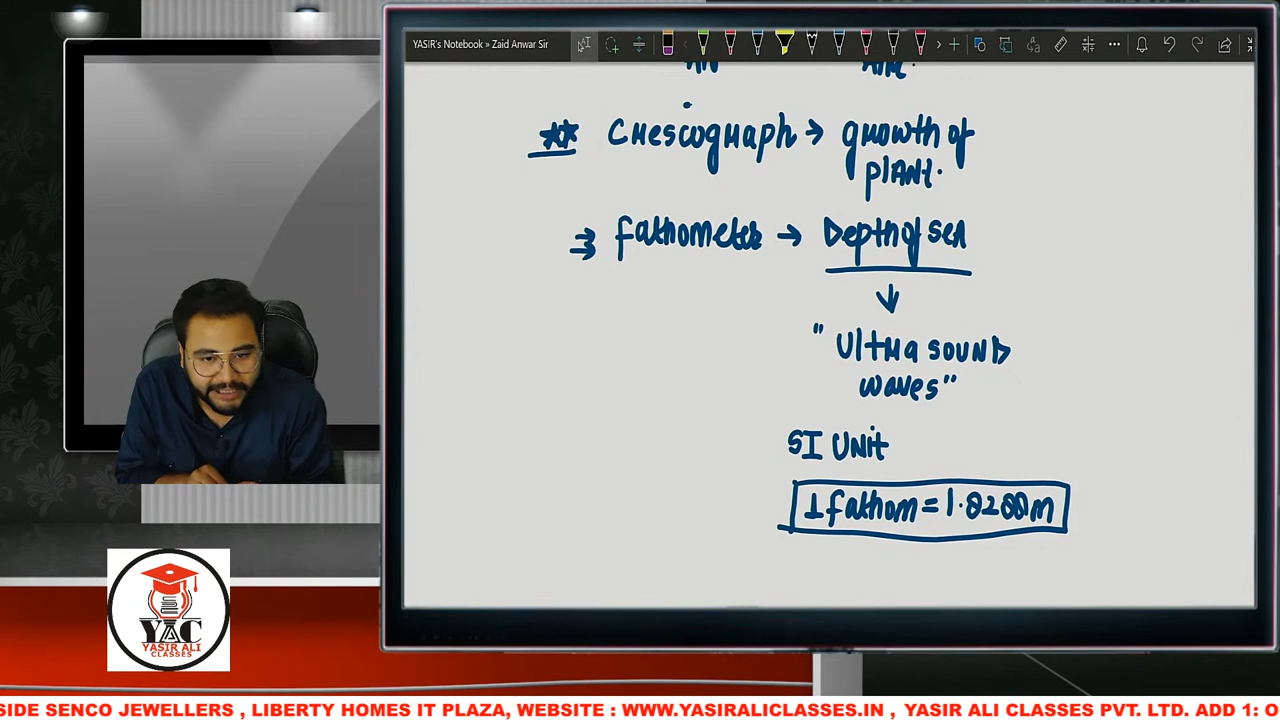 YASIR's Notebook » Zaid Anwar Sir
** Crescograph → growth of
plant.
⇒ Fathometer → Depth of sea
↓
"Ultra sound
waves"
SI Unit
1 fathom = 1.8288m
YAC
YASIR ALI
CLASSES
SIDE SENCO JEWELLERS , LIBERTY HOMES IT PLAZA, WEBSITE : WWW.YASIRALICLASSES.IN , YASIR ALI CLASSES PVT. LTD. ADD 1: O